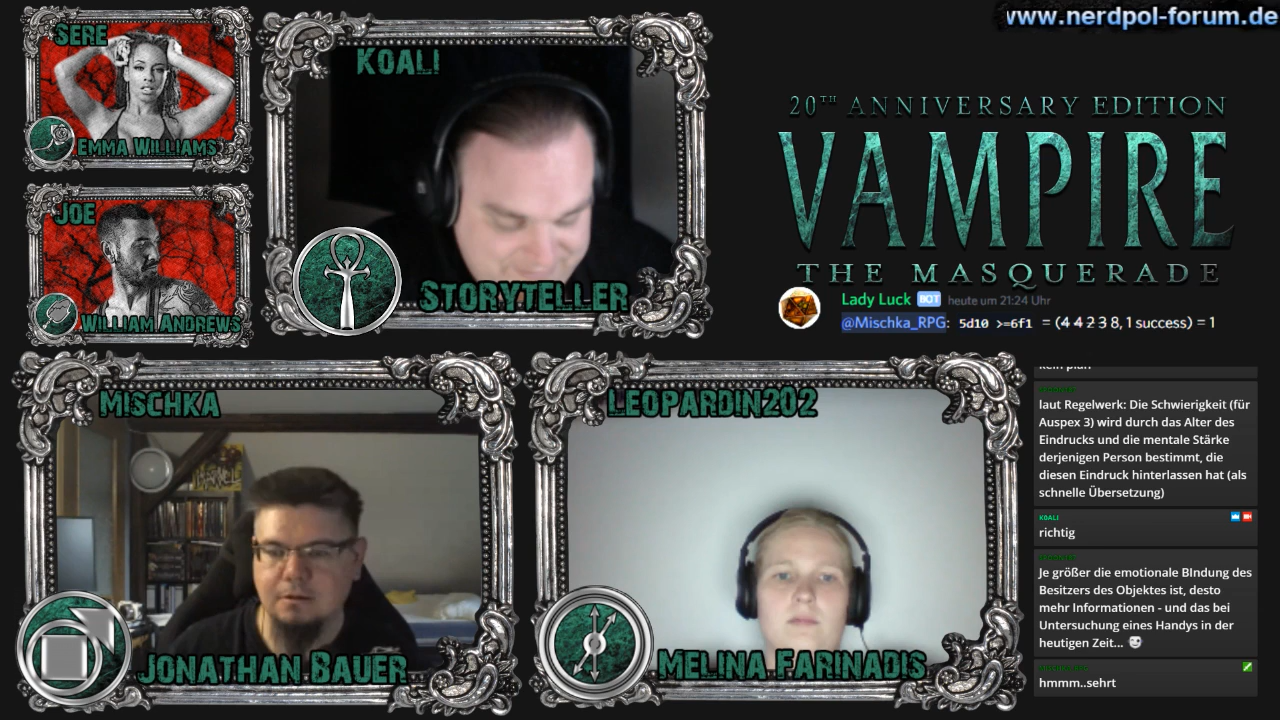 www.nerdpol-forum.de
SERE
EMMA WILLIAMS
JOE
WILLIAM ANDREWS
KOALI
STORYTELLER
20TH ANNIVERSARY EDITION
VAMPIRE
THE MASQUERADE
Lady Luck BOT heute um 21:24 Uhr
@Mischka_RPG: 5d10 >=6f1 = (4 4 2 3 8, 1 success) = 1
MISCHKA
JONATHAN BAUER
LEOPARDIN202
MELINA FARINADIS
kein plan
laut Regelwerk: Die Schwierigkeit (für
Auspex 3) wird durch das Alter des
Eindrucks und die mentale Stärke
derjenigen Person bestimmt, die
diesen Eindruck hinterlassen hat (als
schnelle Übersetzung)
K0ALI
richtig
Je größer die emotionale BIndung des
Besitzers des Objektes ist, desto
mehr Informationen - und das bei
Untersuchung eines Handys in der
heutigen Zeit...
hmmm..sehrt